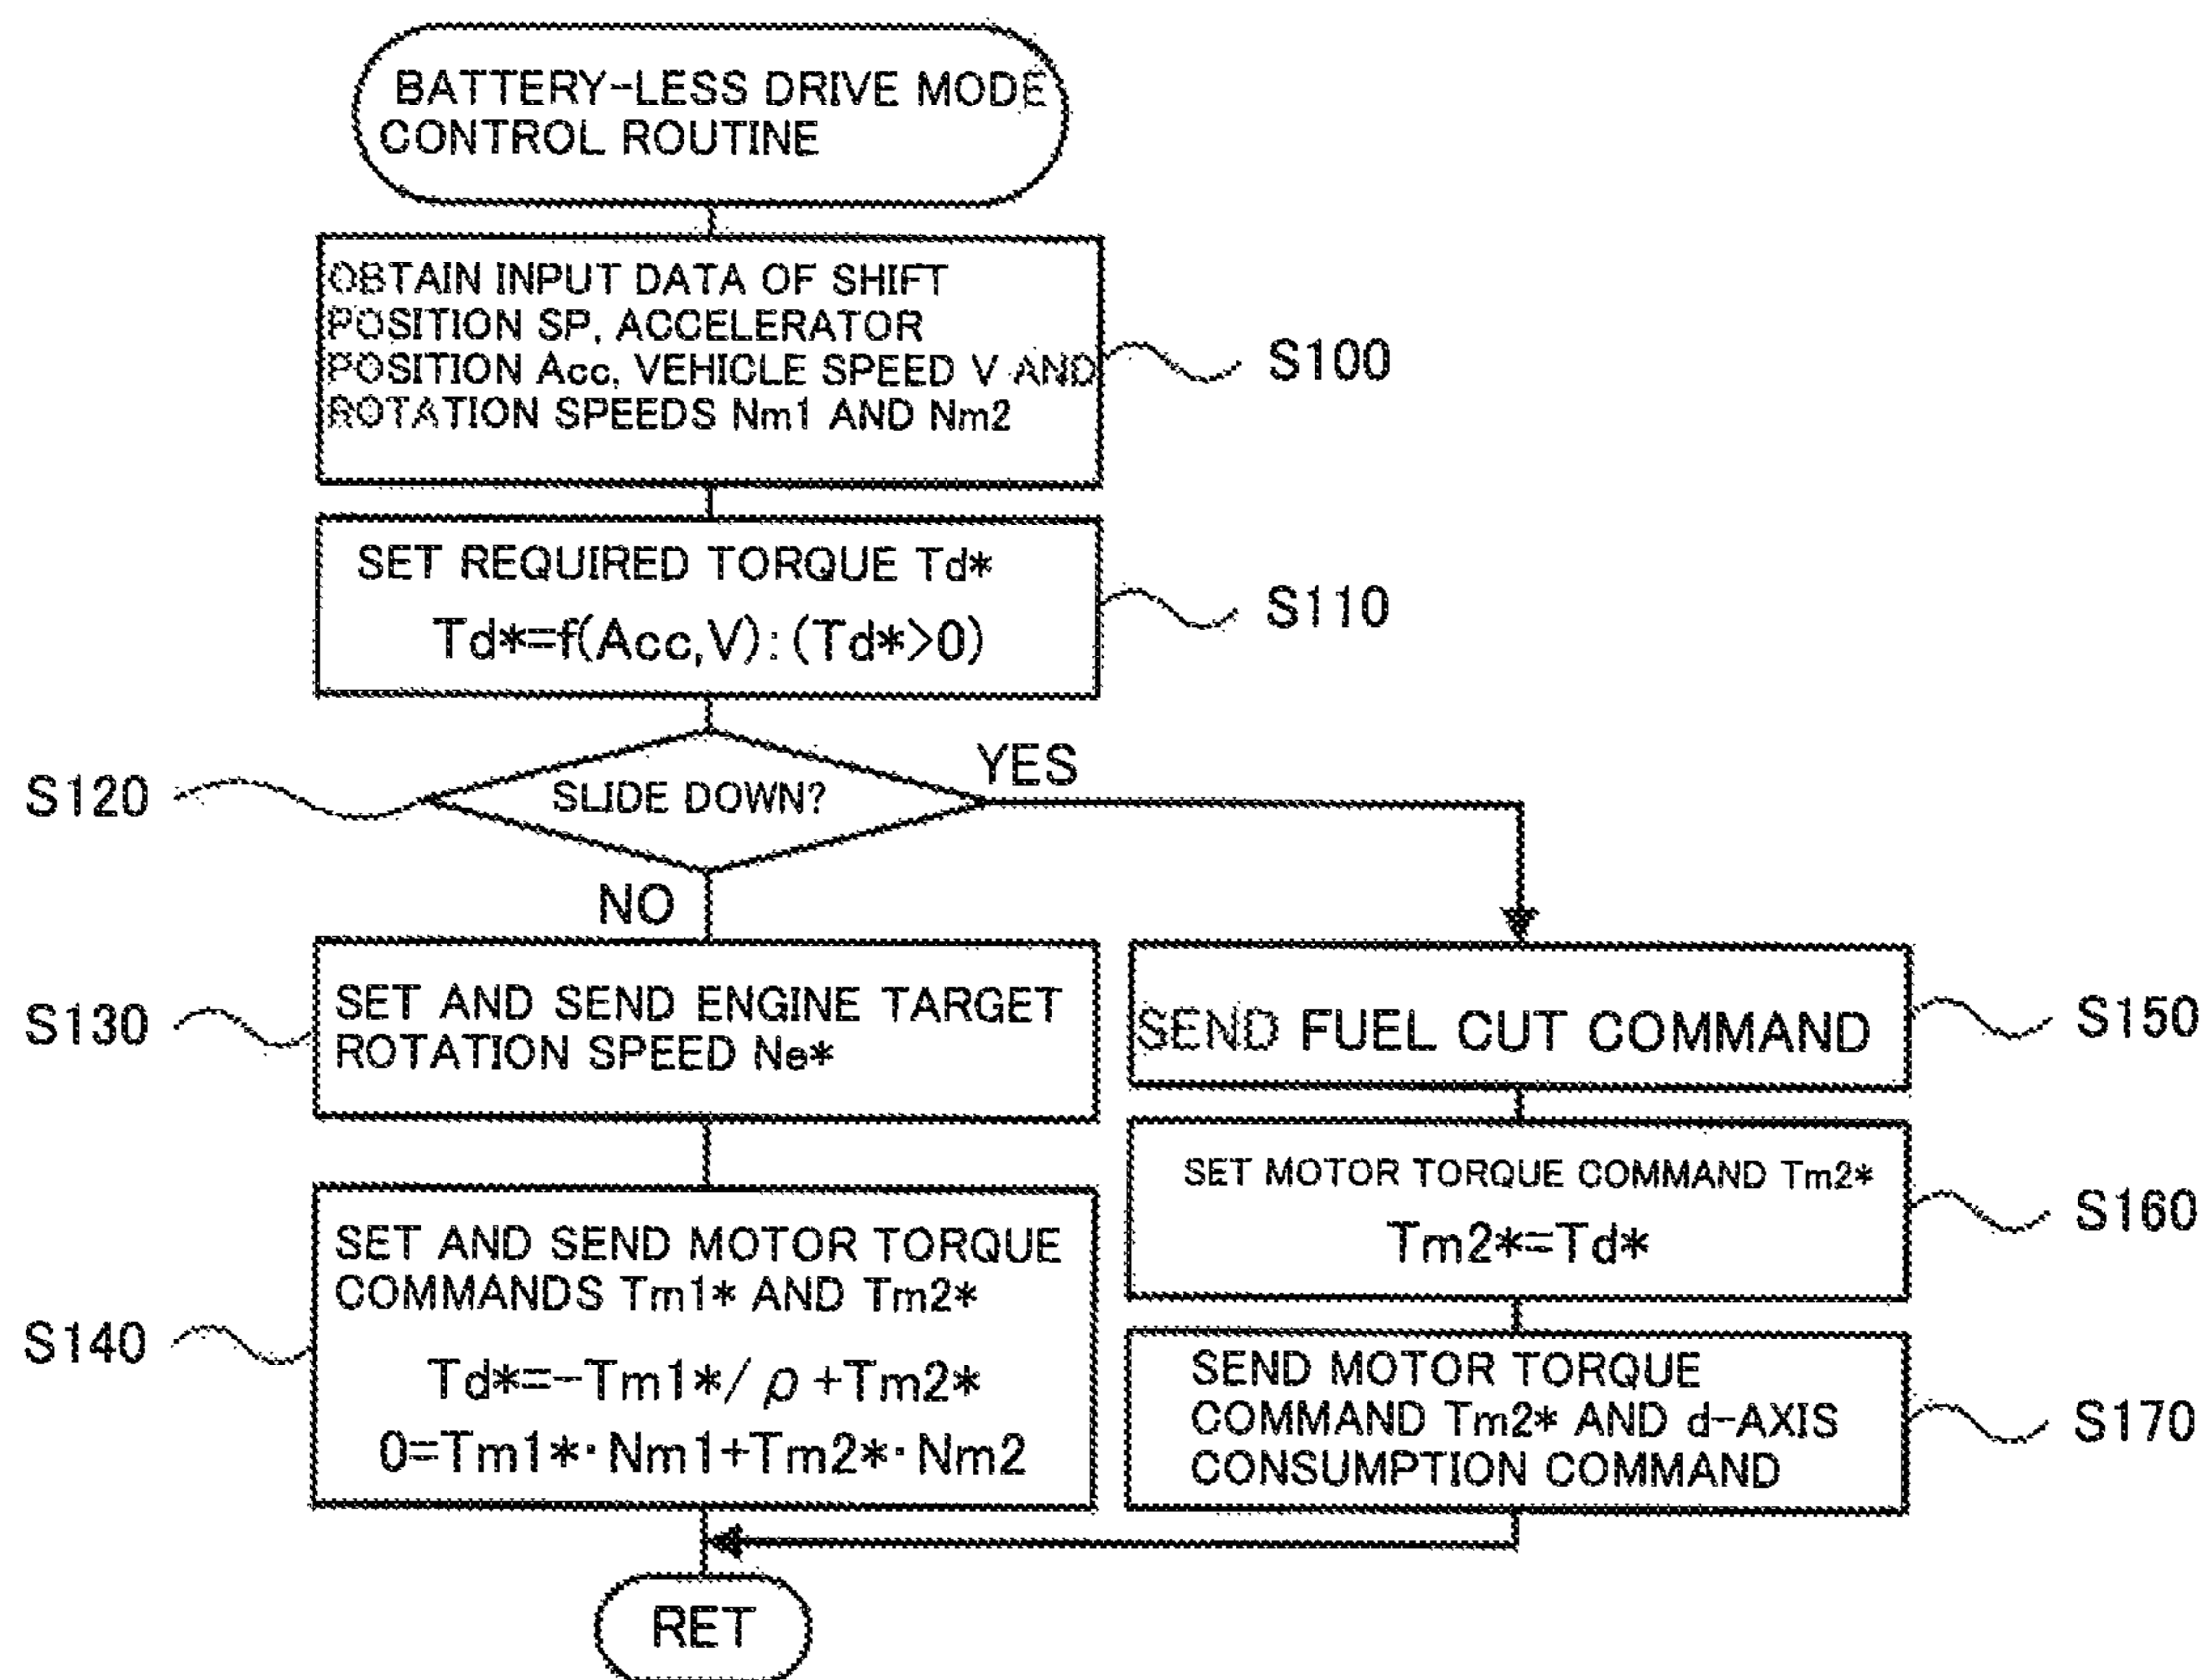 BATTERY-LESS DRIVE MODE
CONTROL ROUTINE
OBTAIN INPUT DATA OF SHIFT
POSITION SP, ACCELERATOR
POSITION Acc, VEHICLE SPEED V AND
ROTATION SPEEDS Nm1 AND Nm2
S100
SET REQUIRED TORQUE Td*
Td*=f(Acc,V):(Td*>0)
S110
S120
SLIDE DOWN?
YES
NO
S130
SET AND SEND ENGINE TARGET
ROTATION SPEED Ne*
S140
SET AND SEND MOTOR TORQUE
COMMANDS Tm1* AND Tm2*
Td*=-Tm1*/ρ+Tm2*
0=Tm1*·Nm1+Tm2*·Nm2
SEND FUEL CUT COMMAND
S150
SET MOTOR TORQUE COMMAND Tm2*
Tm2*=Td*
S160
SEND MOTOR TORQUE
COMMAND Tm2* AND d-AXIS
CONSUMPTION COMMAND
S170
RET